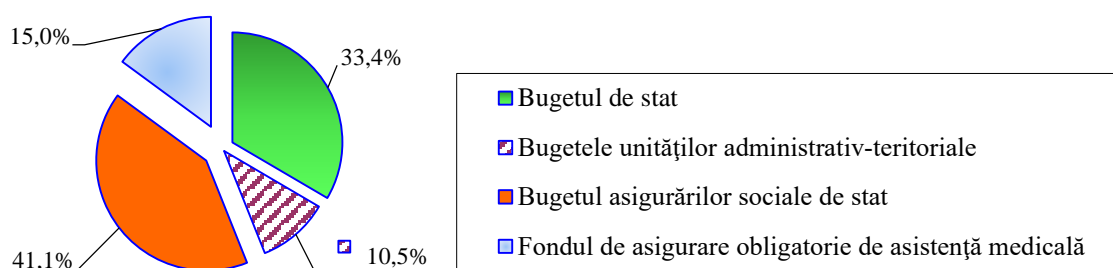 15,0%
33,4%
41,1%
10,5%
Bugetul de stat
Bugetele unităţilor administrativ-teritoriale
Bugetul asigurărilor sociale de stat
Fondul de asigurare obligatorie de asistenţă medicală